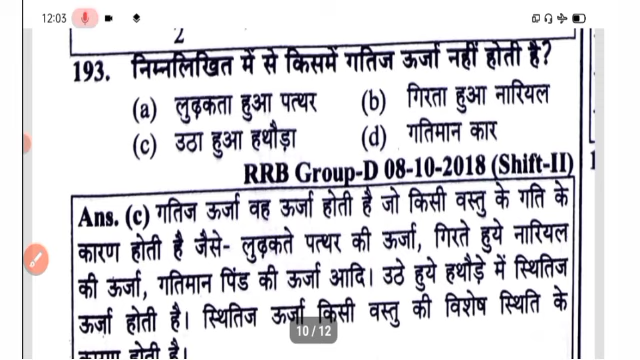 12:03
2
193. निम्नलिखित में से किसमें गतिज ऊर्जा नहीं होती है?
(a) लुढ़कता हुआ पत्थर (b) गिरता हुआ नारियल
(c) उठा हुआ हथौड़ा (d) गतिमान कार
RRB Group-D 08-10-2018 (Shift-II)
Ans. (c) गतिज ऊर्जा वह ऊर्जा होती है जो किसी वस्तु के गति के
कारण होती है जैसे- लुढ़कते पत्थर की ऊर्जा, गिरते हुये नारियल
की ऊर्जा, गतिमान पिंड की ऊर्जा आदि। उठे हुये हथौड़े में स्थितिज
ऊर्जा होती है। स्थितिज ऊर्जा किसी वस्तु की विशेष स्थिति के
10 / 12
कारण होती है।